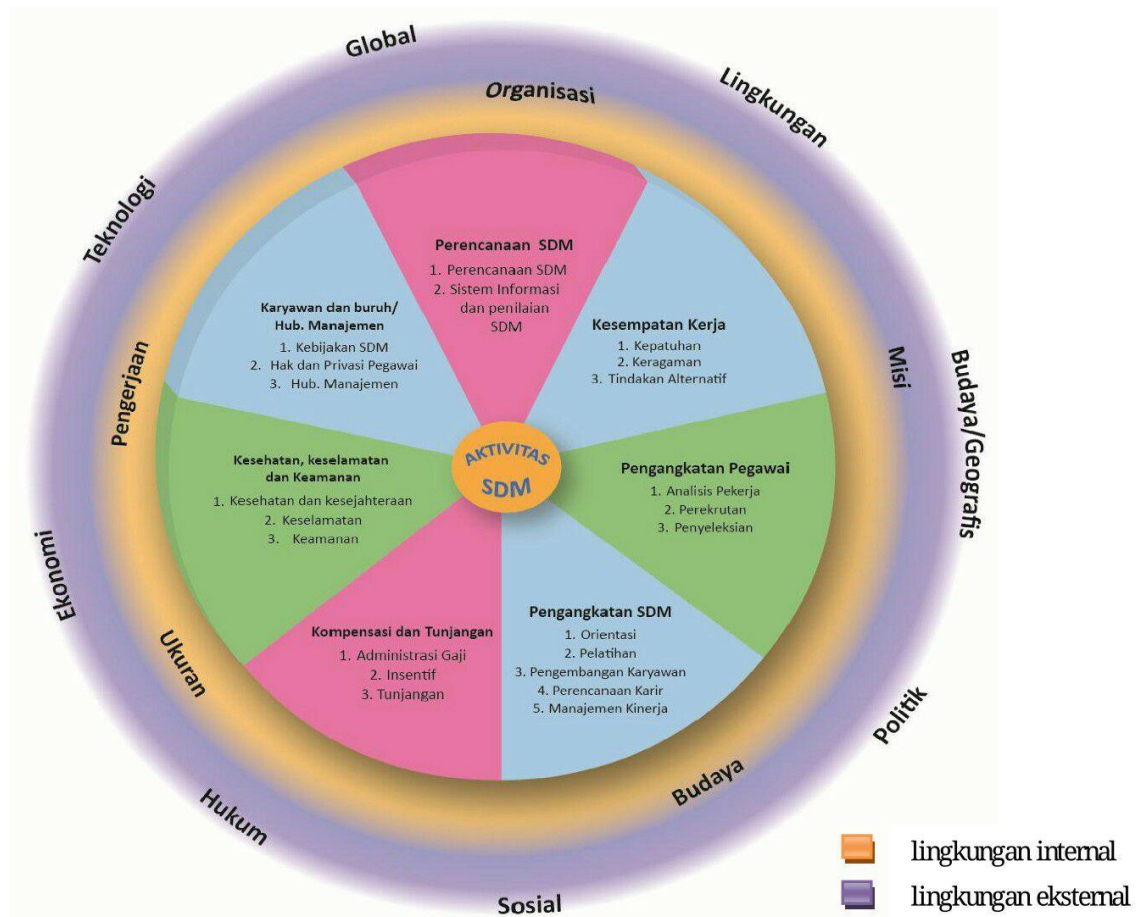 Global
Lingkungan
Organisasi
Teknologi
Perencanaan SDM
1. Perencanaan SDM
2. Sistem Informasi
dan penilaian
SDM
Karyawan dan buruh/
Hub. Manajemen
1. Kebijakan SDM
2. Hak dan Privasi Pegawai
3. Hub. Manajemen
Kesempatan Kerja
1. Kepatuhan
2. Keragaman
3. Tindakan Alternatif
Pengerjaan
Misi
Budaya/Geografis
AKTIVITAS
SDM
Kesehatan, keselamatan
dan Keamanan
1. Kesehatan dan kesejahteraan
2. Keselamatan
3. Keamanan
Pengangkatan Pegawai
1. Analisis Pekerja
2. Perekrutan
3. Penyeleksian
Ekonomi
Ukuran
Kompensasi dan Tunjangan
1. Administrasi Gaji
2. Insentif
3. Tunjangan
Pengangkatan SDM
1. Orientasi
2. Pelatihan
3. Pengembangan Karyawan
4. Perencanaan Karir
5. Manajemen Kinerja
Politik
Budaya
Hukum
Sosial
lingkungan internal
lingkungan eksternal